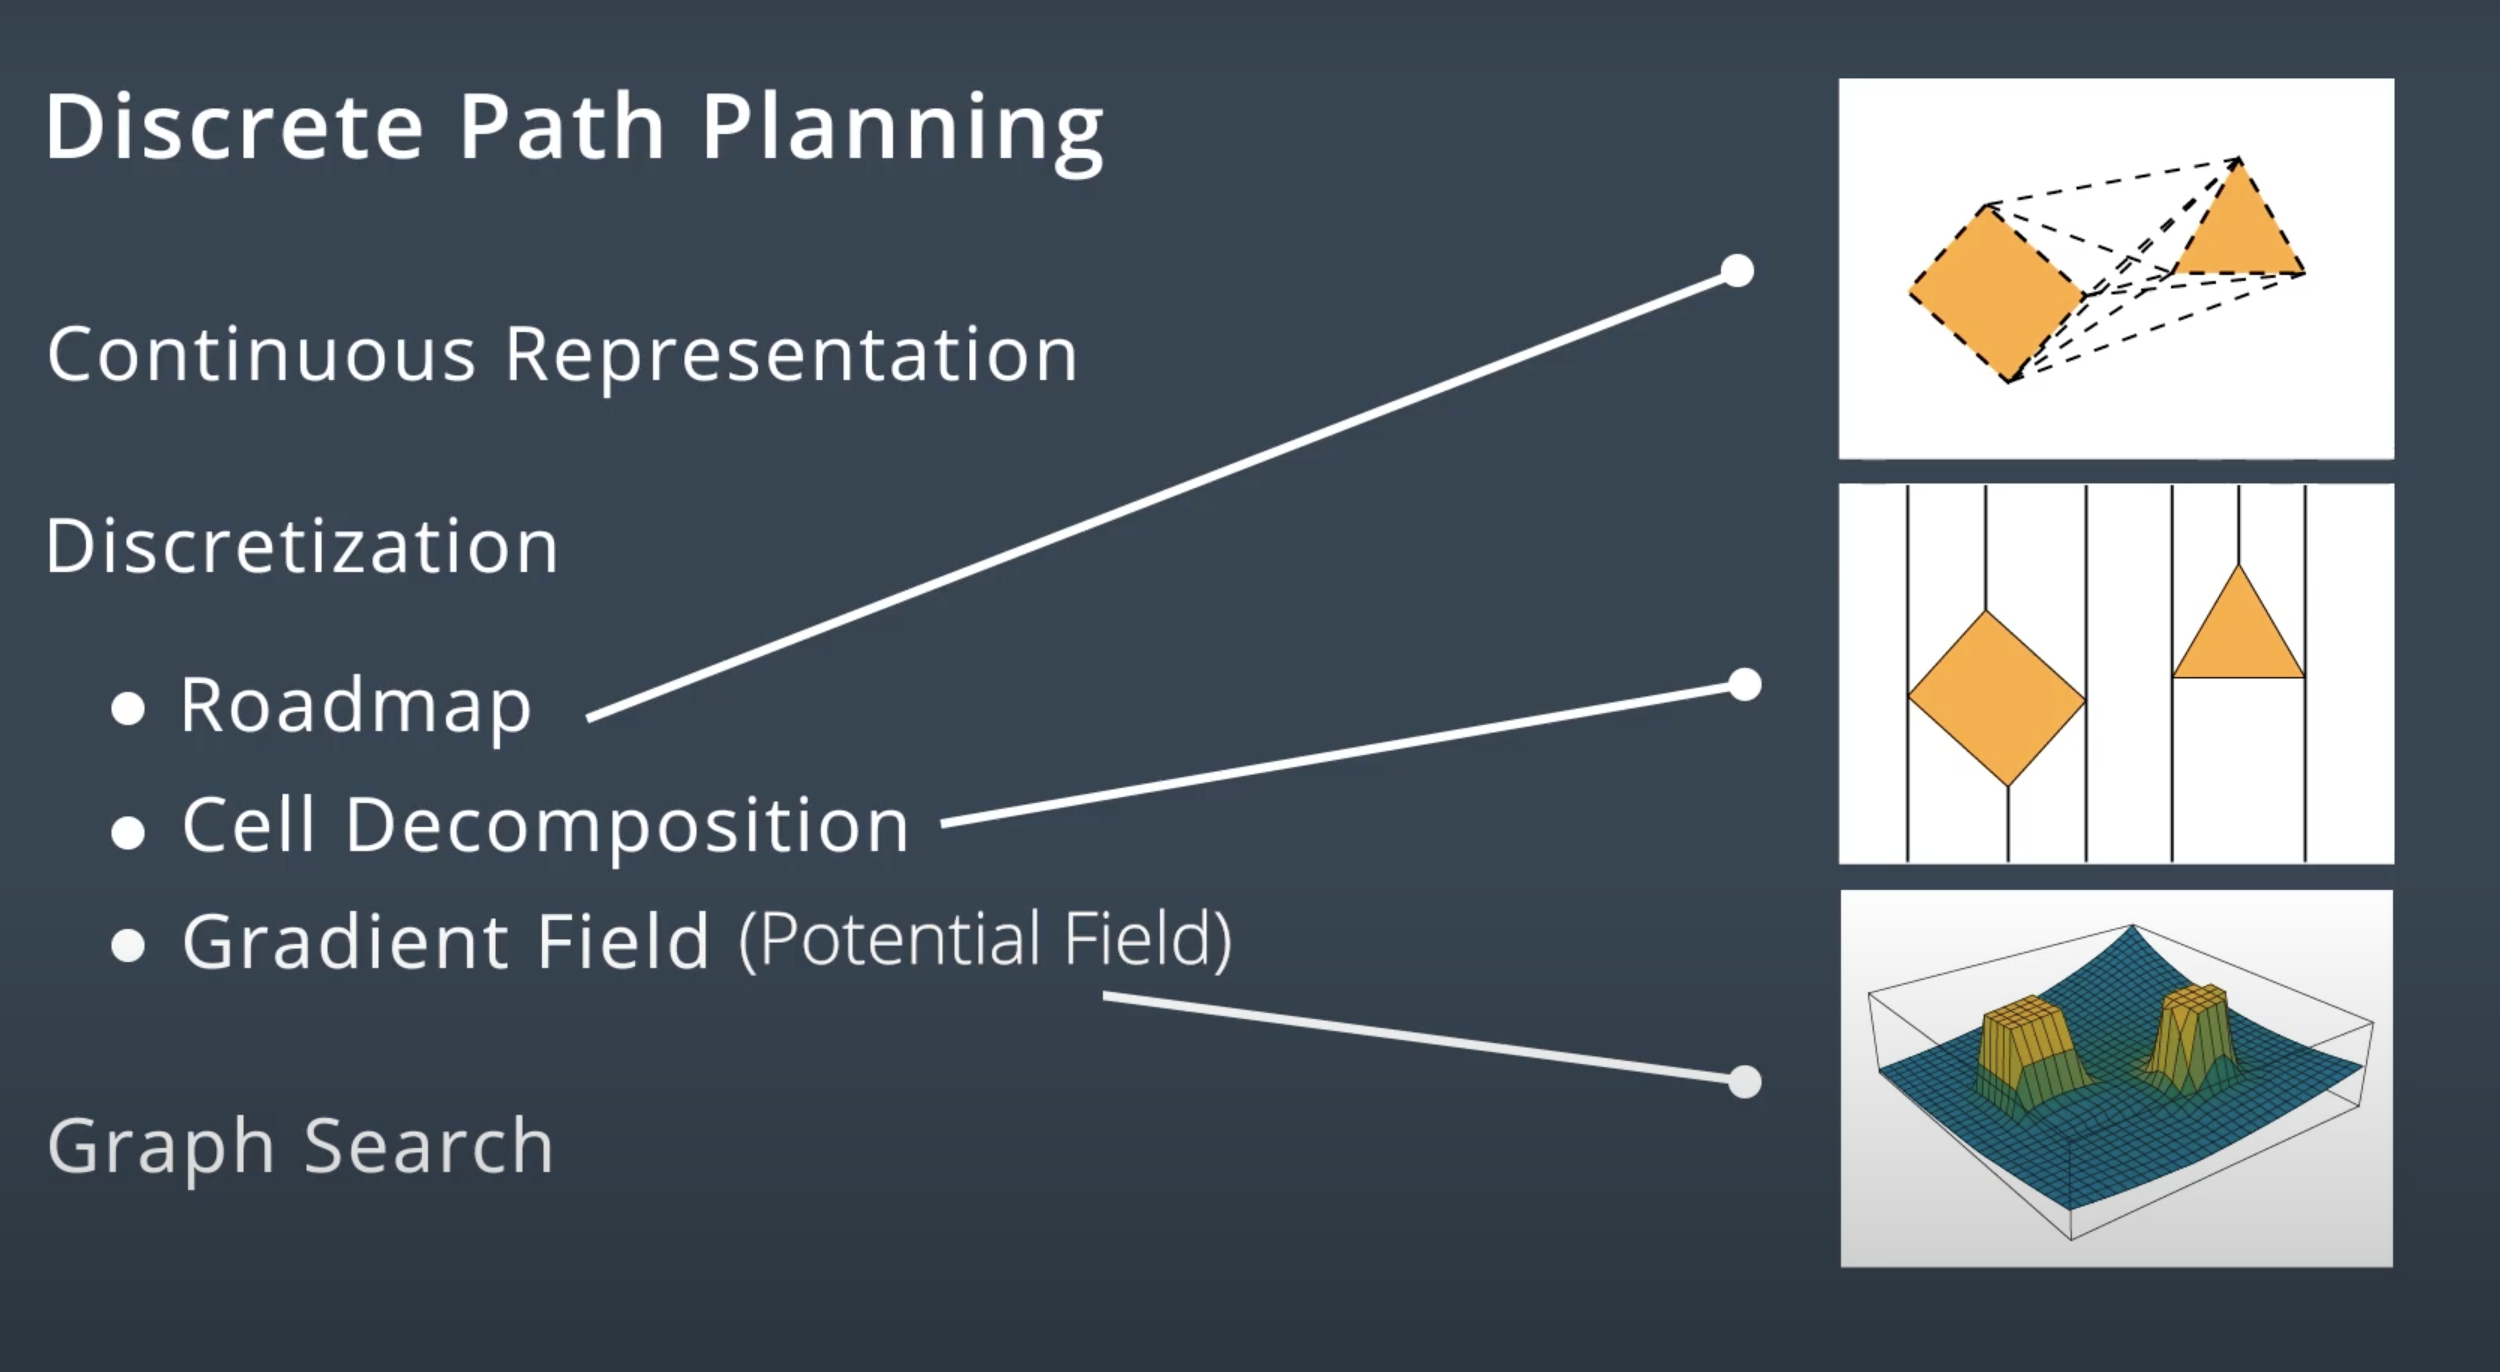 Discrete Path Planning
Continuous Representation
Discretization
● Roadmap
● Cell Decomposition
● Gradient Field (Potential Field)
Graph Search